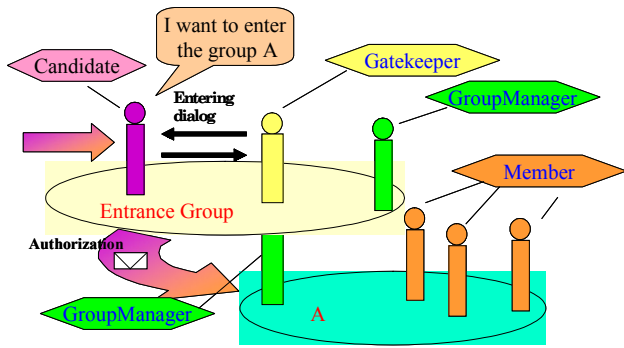 I want to enter
the group A
Candidate
Gatekeeper
Entering
dialog
GroupManager
Member
Entrance Group
Authorization
GroupManager
A